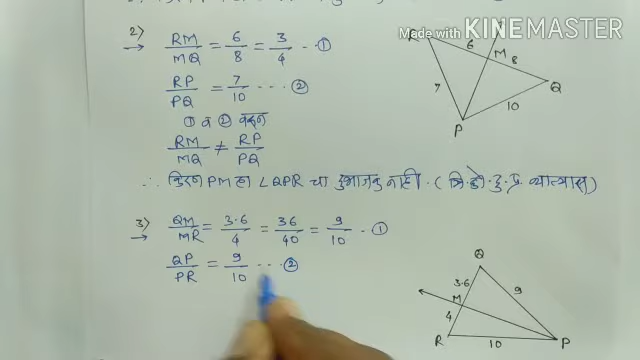 Made with KINEMASTER
2) RM/MQ = 6/8 = 3/4 ·· ①
RP/PQ = 7/10 ··· ②
① व ② वरून
RM/MQ ≠ RP/PQ
∴ किरण PM हा ∠QPR चा दुभाजक नाही. (त्रि. को. दु. प्र. व्यत्यास)
3) QM/MR = 3.6/4 = 36/40 = 9/10 ·· ①
QP/PR = 9/10 ··· ②
6
M
8
7
Q
10
P
Q
3.6
9
M
4
R
10
P